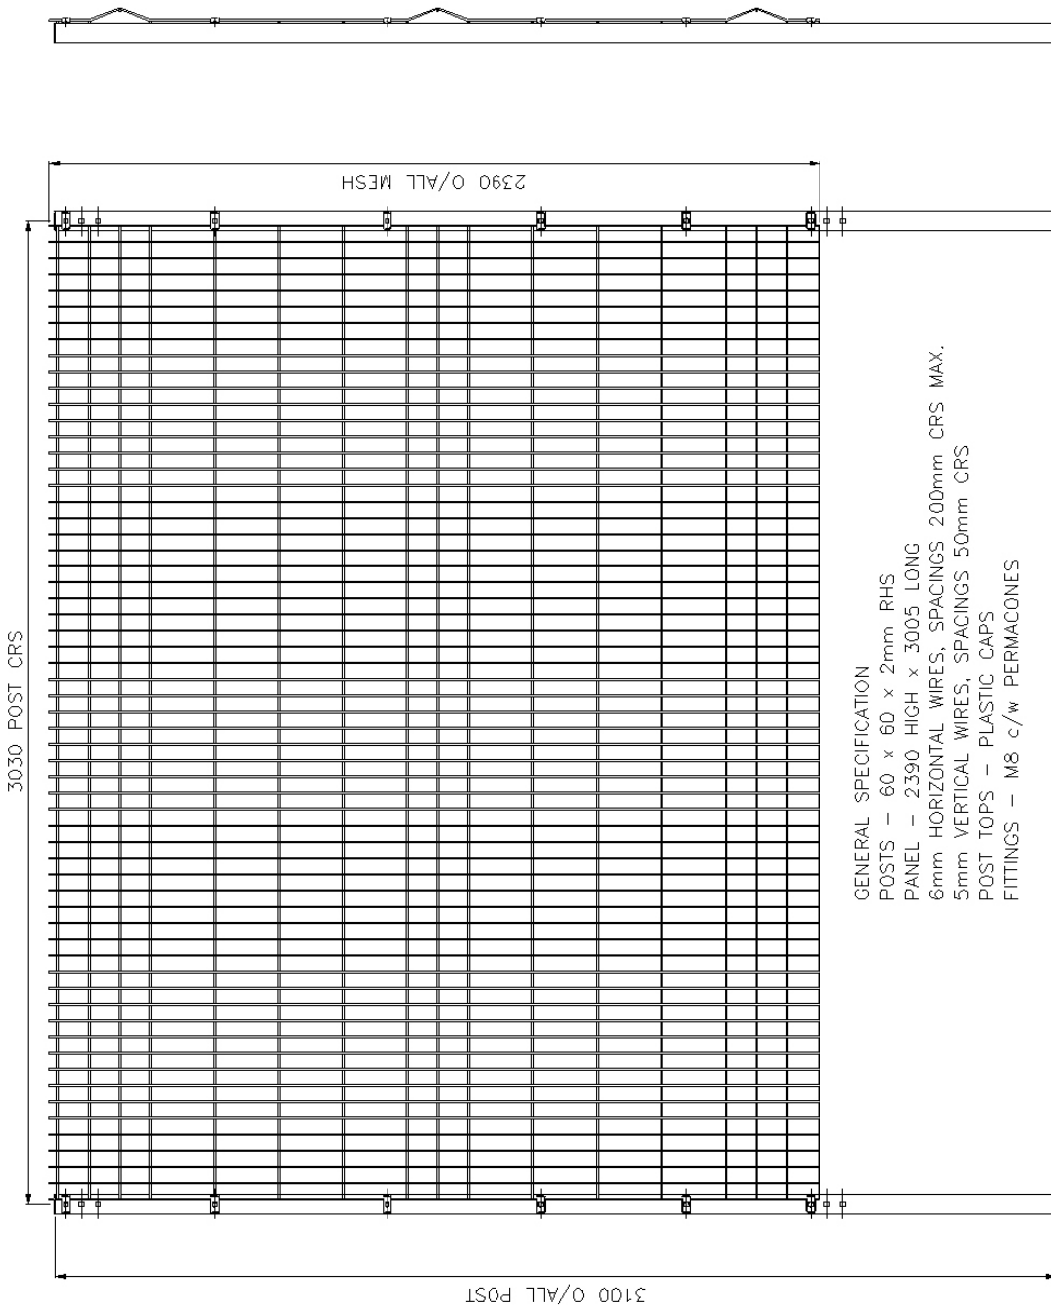 3030 POST CRS
2390 O/ALL MESH
3100 O/ALL POST
GENERAL SPECIFICATION
POSTS – 60 x 60 x 2mm RHS
PANEL – 2390 HIGH x 3005 LONG
6mm HORIZONTAL WIRES, SPACINGS 200mm CRS MAX.
5mm VERTICAL WIRES, SPACINGS 50mm CRS
POST TOPS – PLASTIC CAPS
FITTINGS – M8 c/w PERMACONES